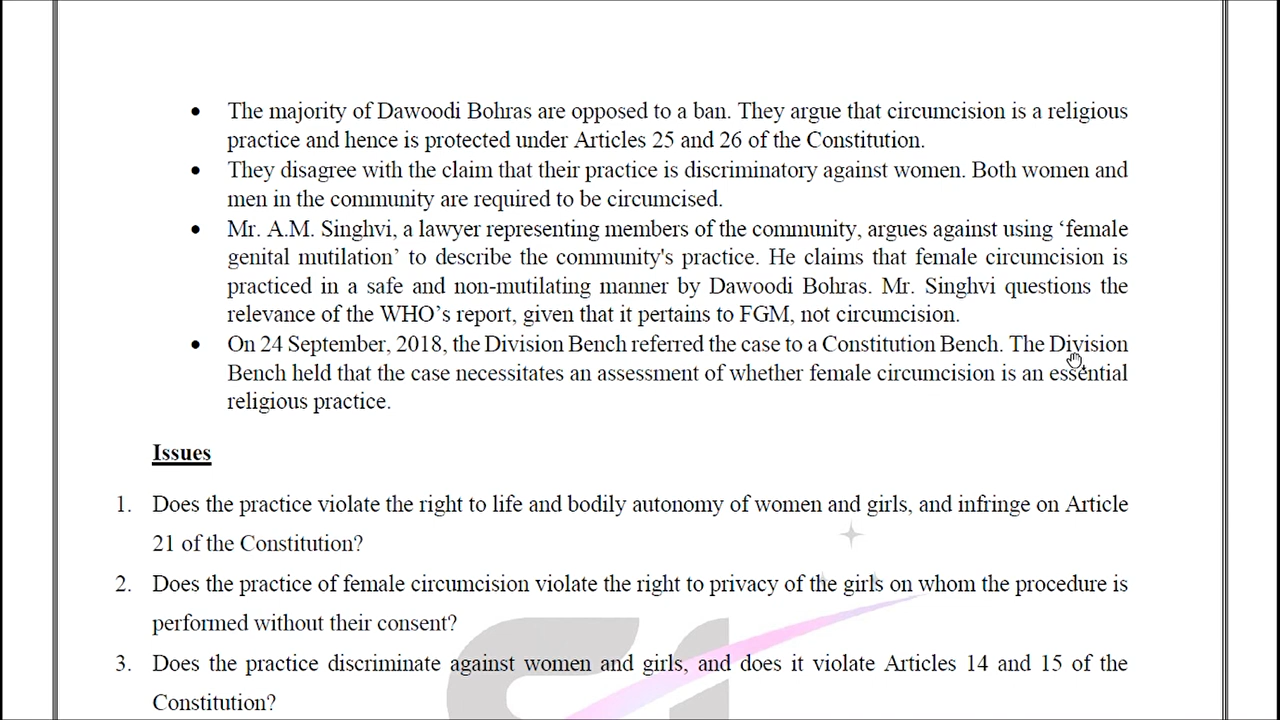 • The majority of Dawoodi Bohras are opposed to a ban. They argue that circumcision is a religious
practice and hence is protected under Articles 25 and 26 of the Constitution.
• They disagree with the claim that their practice is discriminatory against women. Both women and
men in the community are required to be circumcised.
• Mr. A.M. Singhvi, a lawyer representing members of the community, argues against using ‘female
genital mutilation’ to describe the community's practice. He claims that female circumcision is
practiced in a safe and non-mutilating manner by Dawoodi Bohras. Mr. Singhvi questions the
relevance of the WHO’s report, given that it pertains to FGM, not circumcision.
• On 24 September, 2018, the Division Bench referred the case to a Constitution Bench. The Division
Bench held that the case necessitates an assessment of whether female circumcision is an essential
religious practice.
Issues
1. Does the practice violate the right to life and bodily autonomy of women and girls, and infringe on Article
21 of the Constitution?
2. Does the practice of female circumcision violate the right to privacy of the girls on whom the procedure is
performed without their consent?
3. Does the practice discriminate against women and girls, and does it violate Articles 14 and 15 of the
Constitution?